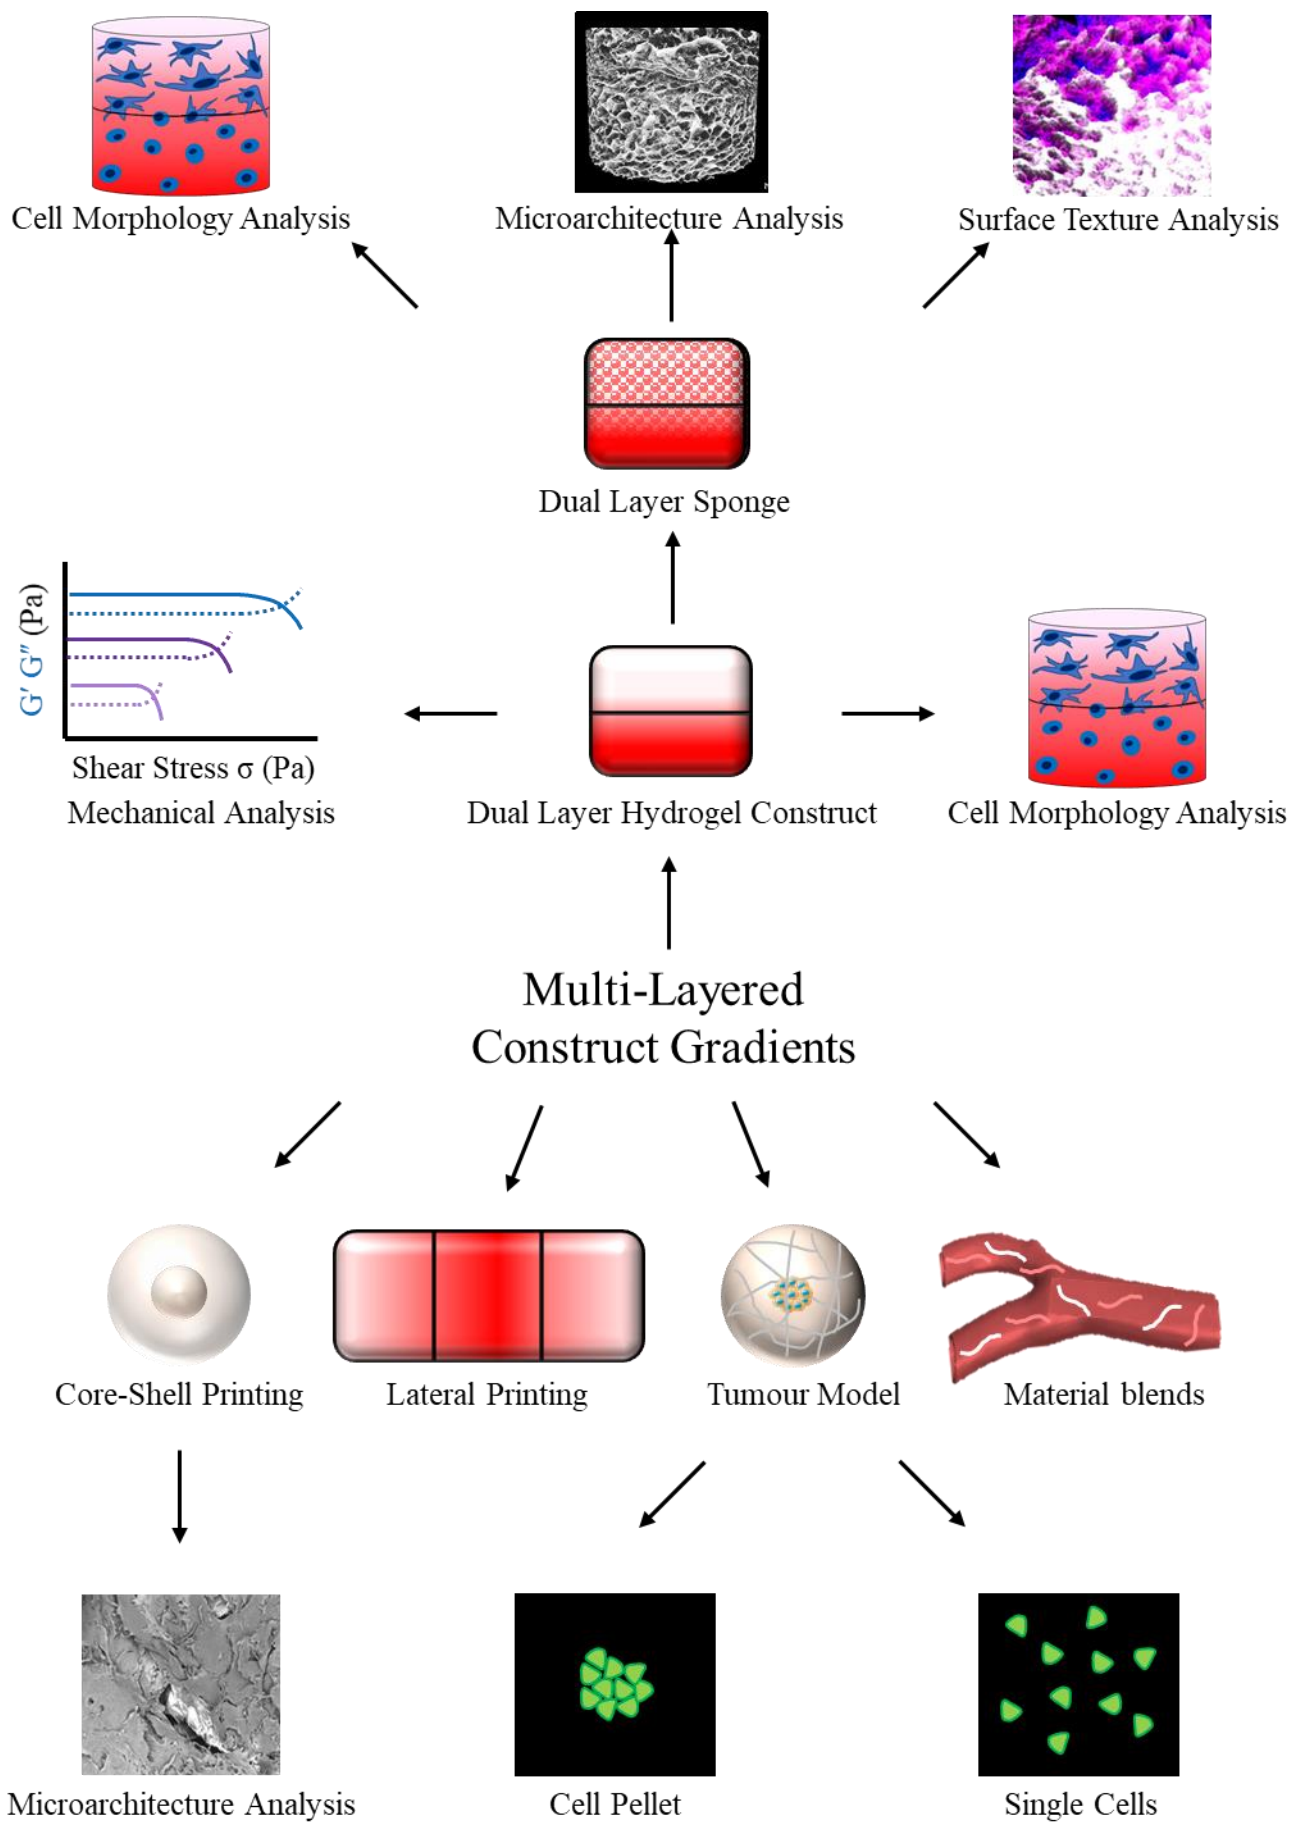 Cell Morphology Analysis
Microarchitecture Analysis
Surface Texture Analysis
Dual Layer Sponge
G′ G″ (Pa)
Shear Stress σ (Pa)
Mechanical Analysis
Dual Layer Hydrogel Construct
Cell Morphology Analysis
Multi-Layered
Construct Gradients
Core-Shell Printing
Lateral Printing
Tumour Model
Material blends
Microarchitecture Analysis
Cell Pellet
Single Cells